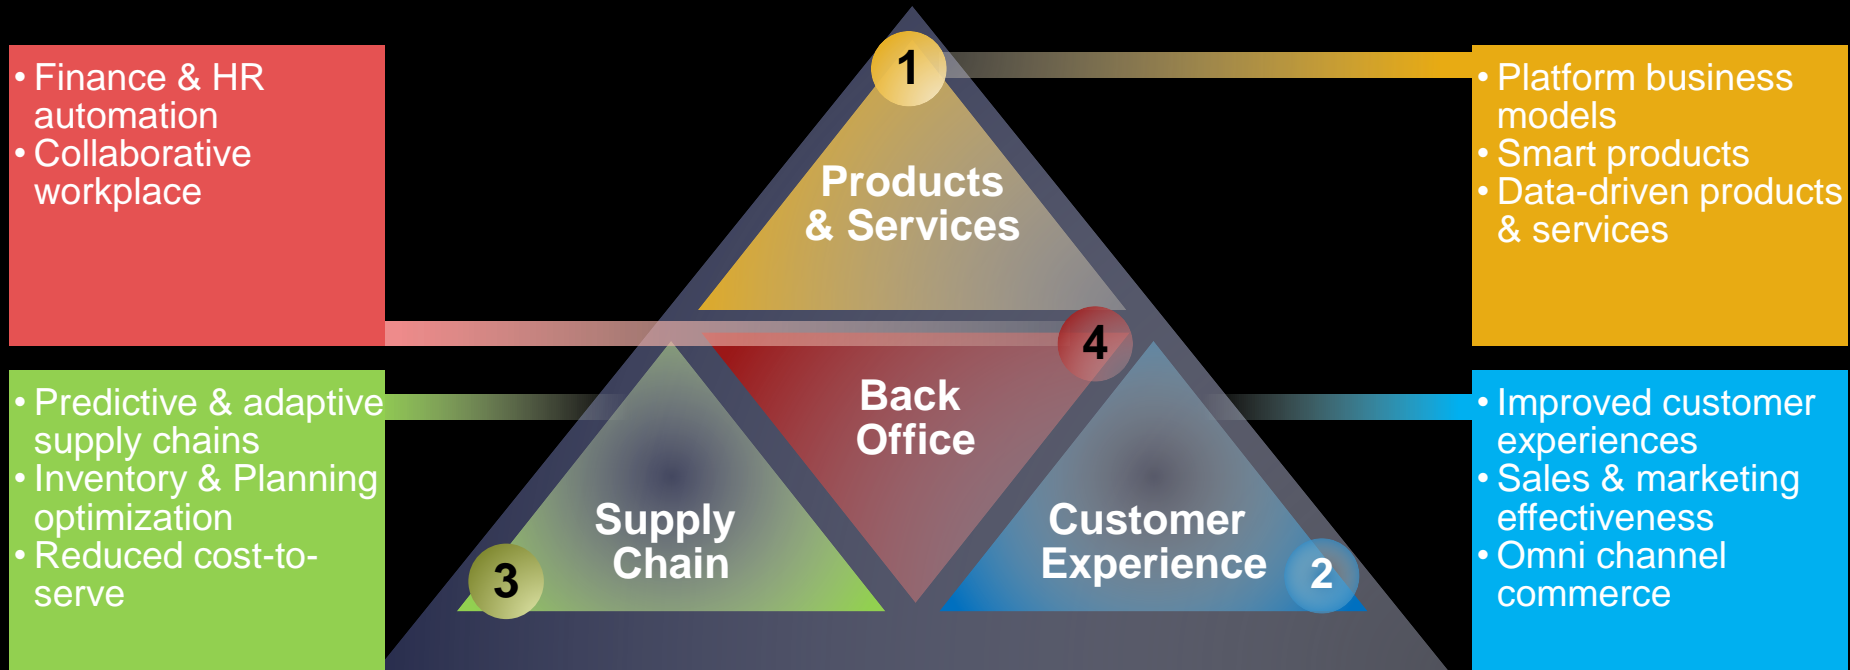 • Finance & HR
automation
• Collaborative
workplace
1
• Platform business
models
• Smart products
• Data-driven products
& services
Products
& Services
4
Back
Office
• Predictive & adaptive
supply chains
• Inventory & Planning
optimization
• Reduced cost-to-
serve
3
Supply
Chain
Customer
Experience
2
• Improved customer
experiences
• Sales & marketing
effectiveness
• Omni channel
commerce